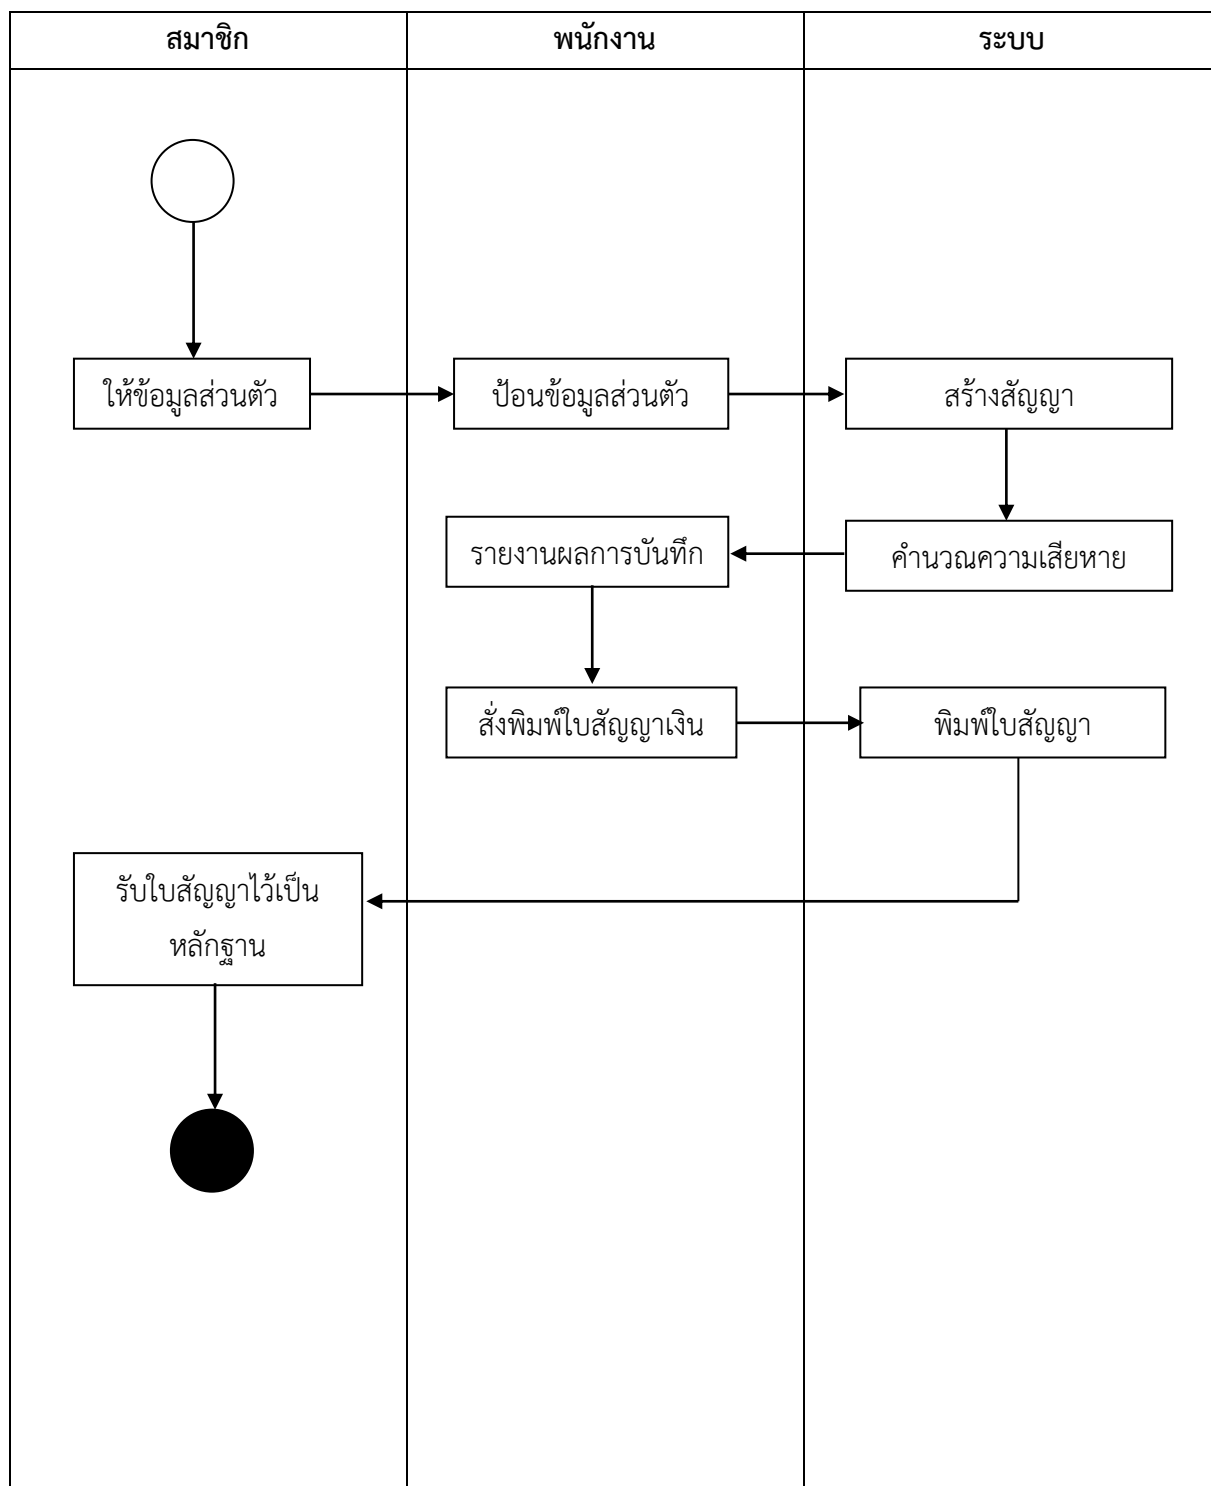 สมาชิก
พนักงาน
ระบบ
ให้ข้อมูลส่วนตัว
ป้อนข้อมูลส่วนตัว
สร้างสัญญา
รายงานผลการบันทึก
คำนวณความเสียหาย
สั่งพิมพ์ใบสัญญาเงิน
พิมพ์ใบสัญญา
รับใบสัญญาไว้เป็น
หลักฐาน